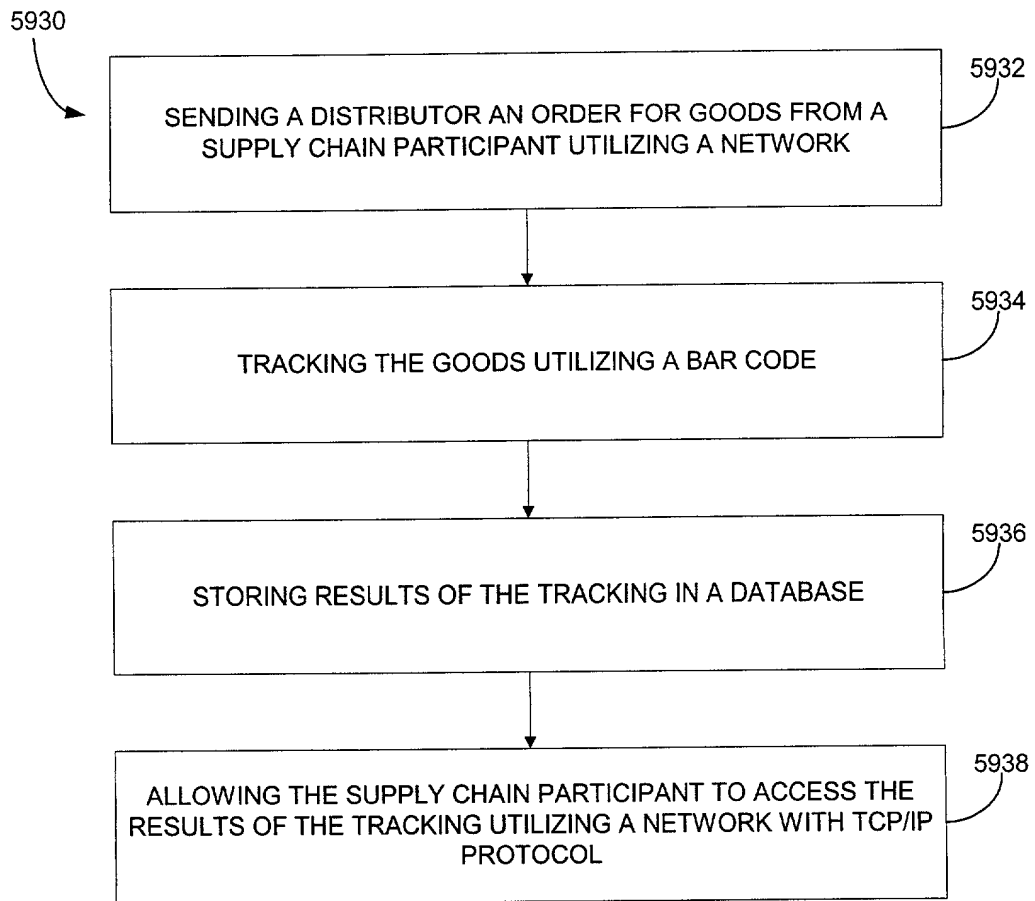 5930
5932
SENDING A DISTRIBUTOR AN ORDER FOR GOODS FROM A
SUPPLY CHAIN PARTICIPANT UTILIZING A NETWORK
5934
TRACKING THE GOODS UTILIZING A BAR CODE
5936
STORING RESULTS OF THE TRACKING IN A DATABASE
5938
ALLOWING THE SUPPLY CHAIN PARTICIPANT TO ACCESS THE
RESULTS OF THE TRACKING UTILIZING A NETWORK WITH TCP/IP
PROTOCOL